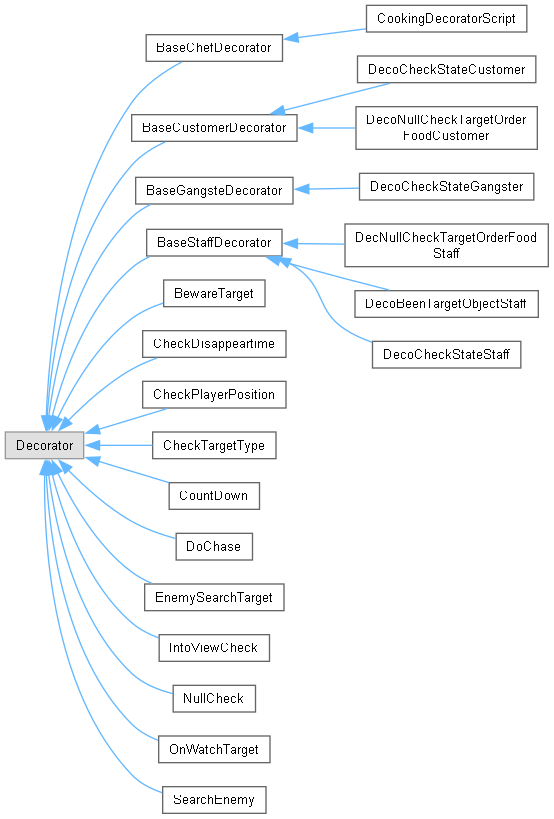 CookingDecoratorScript
BaseChefDecorator
DecoCheckStateCustomer
DecoNullCheckTargetOrder
FoodCustomer
BaseCustomerDecorator
DecoCheckStateGangster
BaseGangsteDecorator
DecNullCheckTargetOrderFood
Staff
BaseStaffDecorator
DecoBeenTargetObjectStaff
BewareTarget
DecoCheckStateStaff
CheckDisappeartime
CheckPlayerPosition
Decorator
CheckTargetType
CountDown
DoChase
EnemySearchTarget
IntoViewCheck
NullCheck
OnWatchTarget
SearchEnemy